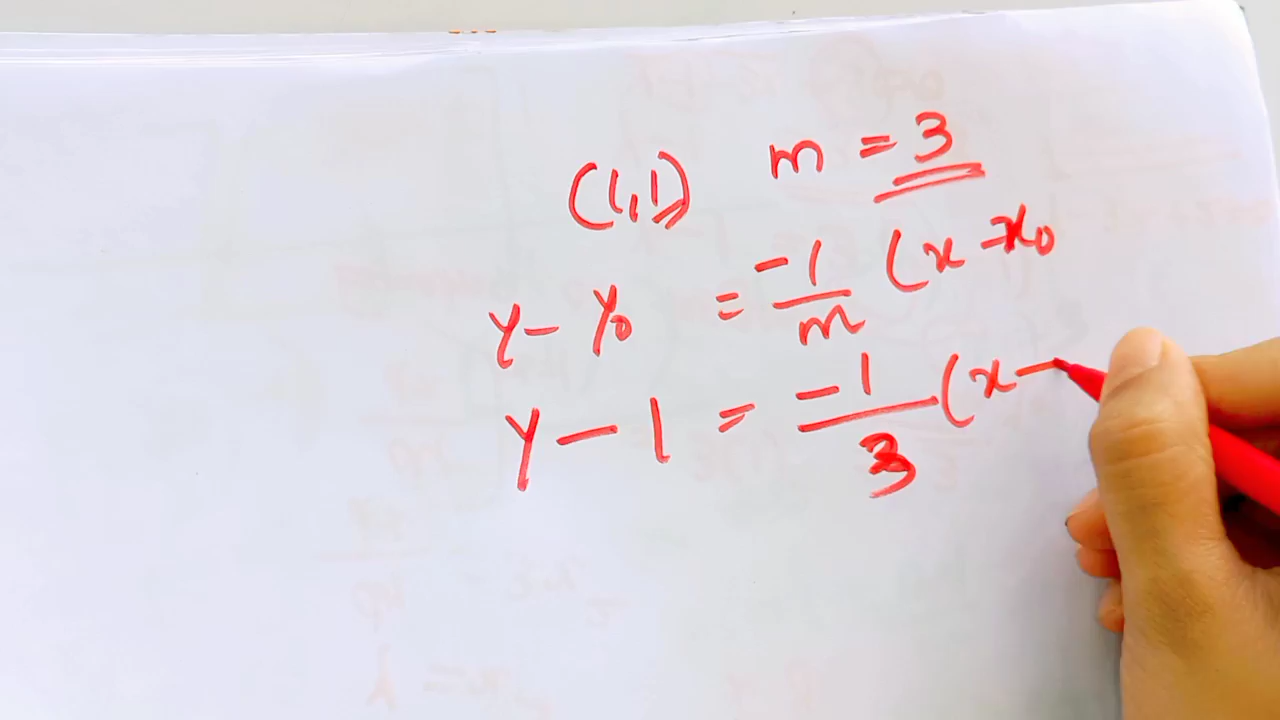 (1,1) m = 3
y - y₀ = -1/m (x - x₀
y - 1 = -1/3 (x -